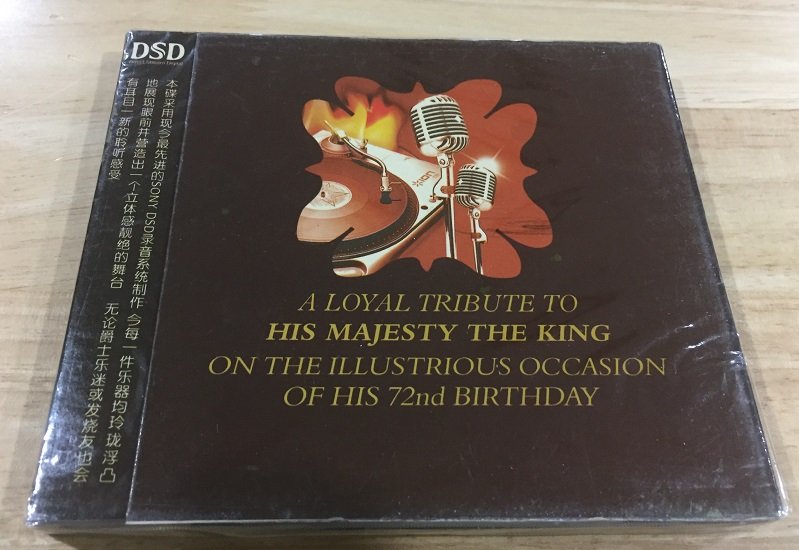 DSD
Direct Stream Digital
本碟采用现今最先进的SONY DSD录音系统制作 令每一件乐器均玲珑浮凸
地展现眼前并营造出一个立体感靓绝的舞台 无论爵士乐迷或发烧友也会
有耳目一新的聆听感受
A LOYAL TRIBUTE TO
HIS MAJESTY THE KING
ON THE ILLUSTRIOUS OCCASION
OF HIS 72nd BIRTHDAY